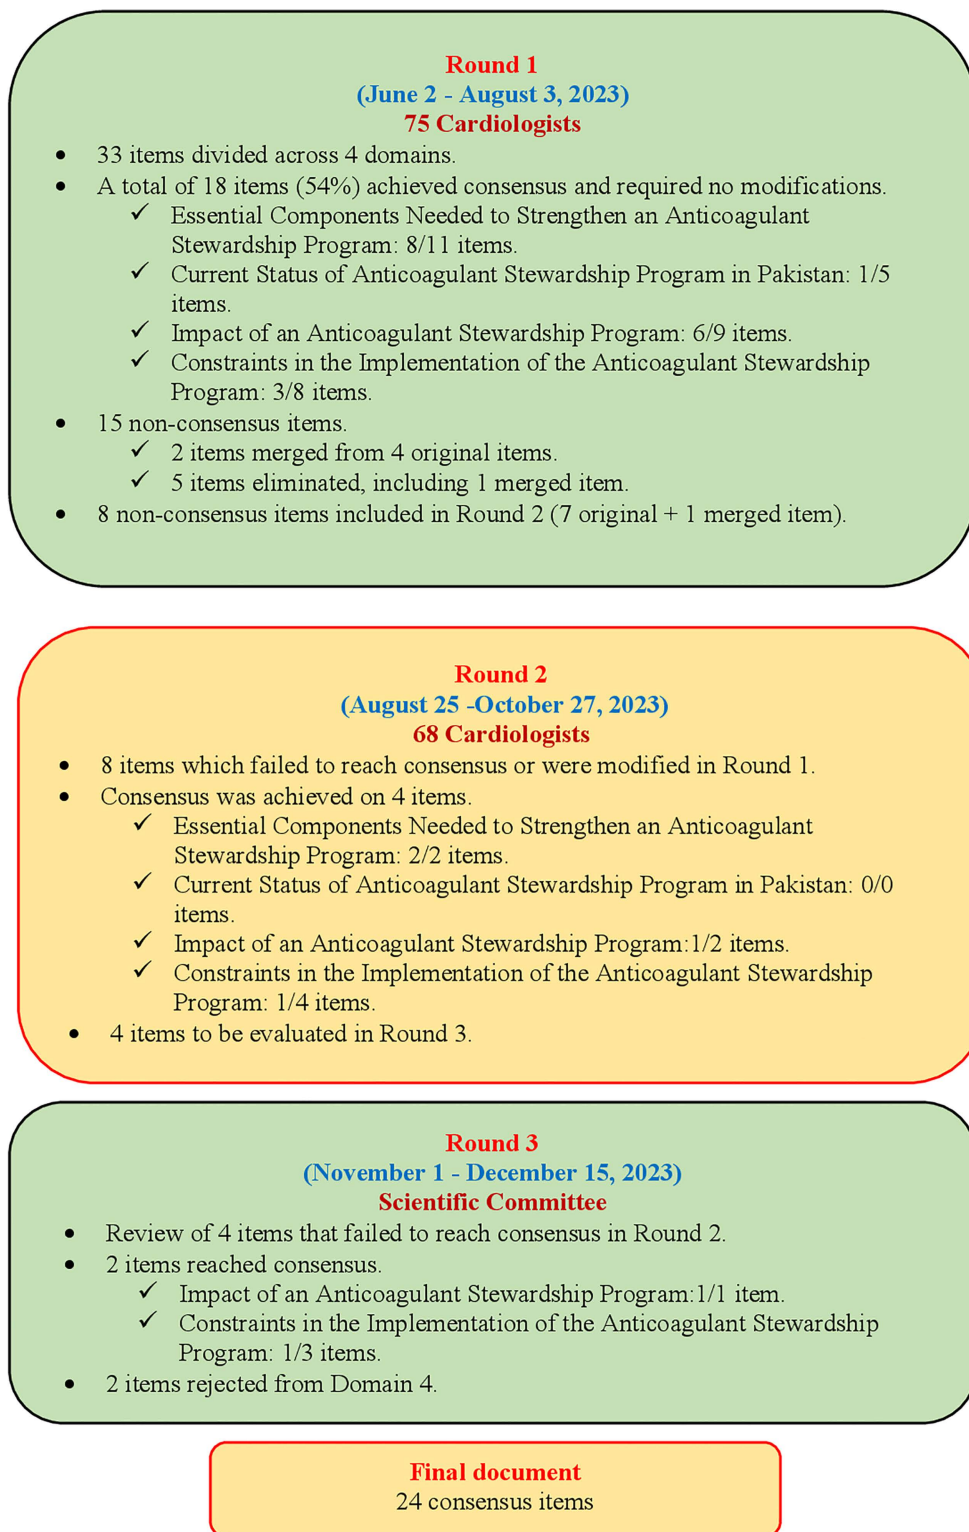 Round 1
(June 2 - August 3, 2023)
75 Cardiologists
• 33 items divided across 4 domains.
• A total of 18 items (54%) achieved consensus and required no modifications.
✓ Essential Components Needed to Strengthen an Anticoagulant
Stewardship Program: 8/11 items.
✓ Current Status of Anticoagulant Stewardship Program in Pakistan: 1/5
items.
✓ Impact of an Anticoagulant Stewardship Program: 6/9 items.
✓ Constraints in the Implementation of the Anticoagulant Stewardship
Program: 3/8 items.
• 15 non-consensus items.
✓ 2 items merged from 4 original items.
✓ 5 items eliminated, including 1 merged item.
• 8 non-consensus items included in Round 2 (7 original + 1 merged item).
Round 2
(August 25 -October 27, 2023)
68 Cardiologists
• 8 items which failed to reach consensus or were modified in Round 1.
• Consensus was achieved on 4 items.
✓ Essential Components Needed to Strengthen an Anticoagulant
Stewardship Program: 2/2 items.
✓ Current Status of Anticoagulant Stewardship Program in Pakistan: 0/0
items.
✓ Impact of an Anticoagulant Stewardship Program:1/2 items.
✓ Constraints in the Implementation of the Anticoagulant Stewardship
Program: 1/4 items.
• 4 items to be evaluated in Round 3.
Round 3
(November 1 - December 15, 2023)
Scientific Committee
• Review of 4 items that failed to reach consensus in Round 2.
• 2 items reached consensus.
✓ Impact of an Anticoagulant Stewardship Program:1/1 item.
✓ Constraints in the Implementation of the Anticoagulant Stewardship
Program: 1/3 items.
• 2 items rejected from Domain 4.
Final document
24 consensus items